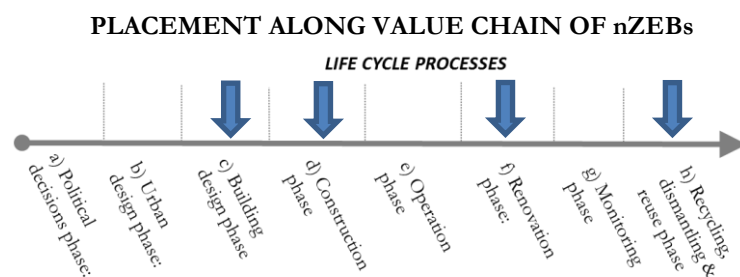 PLACEMENT ALONG VALUE CHAIN OF nZEBs
LIFE CYCLE PROCESSES
a) Political
decisions phase:
b) Urban
design phase:
c) Building
design phase
d) Construction
phase
e) Operation
phase
f) Renovation
phase:
g) Monitoring
phase
h) Recycling,
dismantling &
reuse phase